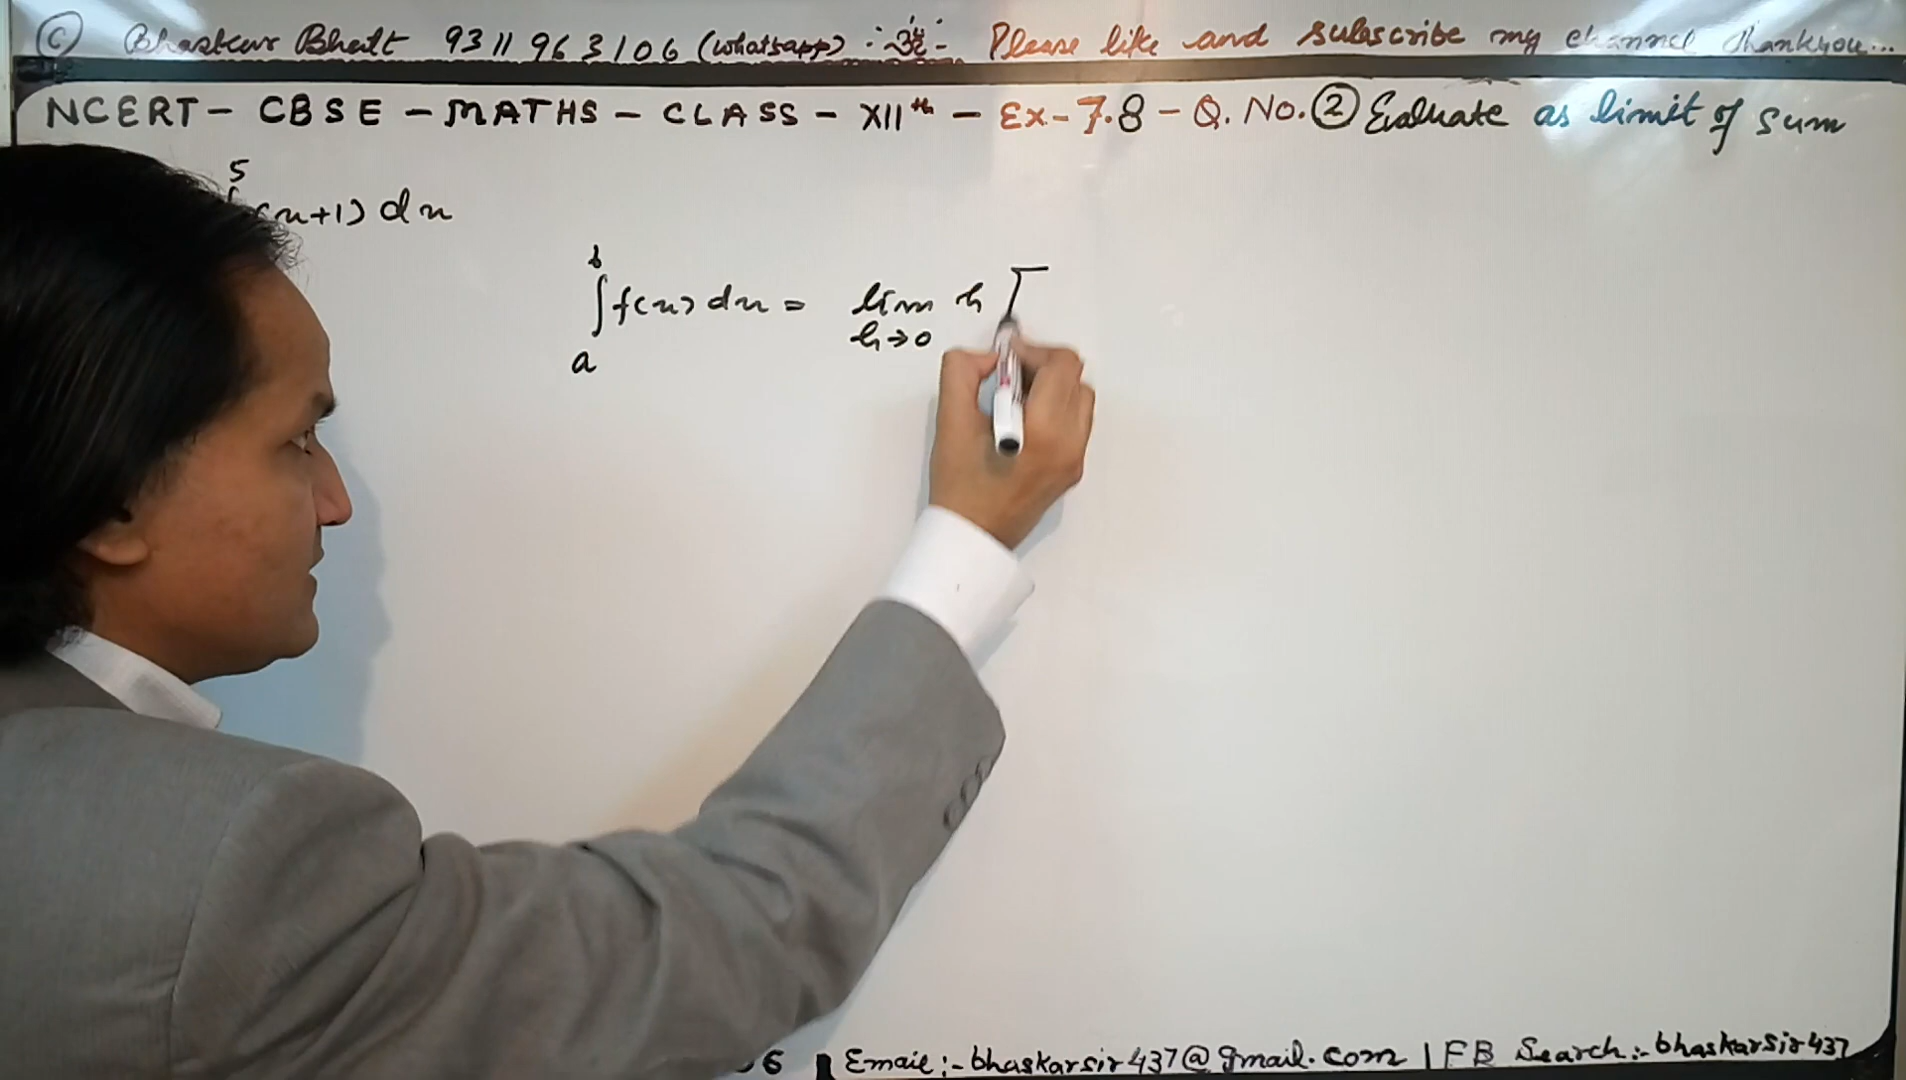 © Bhaskar Bhatt 9311963106 (whatsapp) :-ॐ:- Please like and subscribe my channel thankyou...
NCERT - CBSE - MATHS - CLASS - XIIth - Ex - 7.8 - Q. No. ② Evaluate as limit of sum
5
(x+1) dx
b
∫ f(x) dx = lim h
h→0
a
6 | Email:- bhaskarsir437@gmail.com | FB Search:- bhaskarsir437